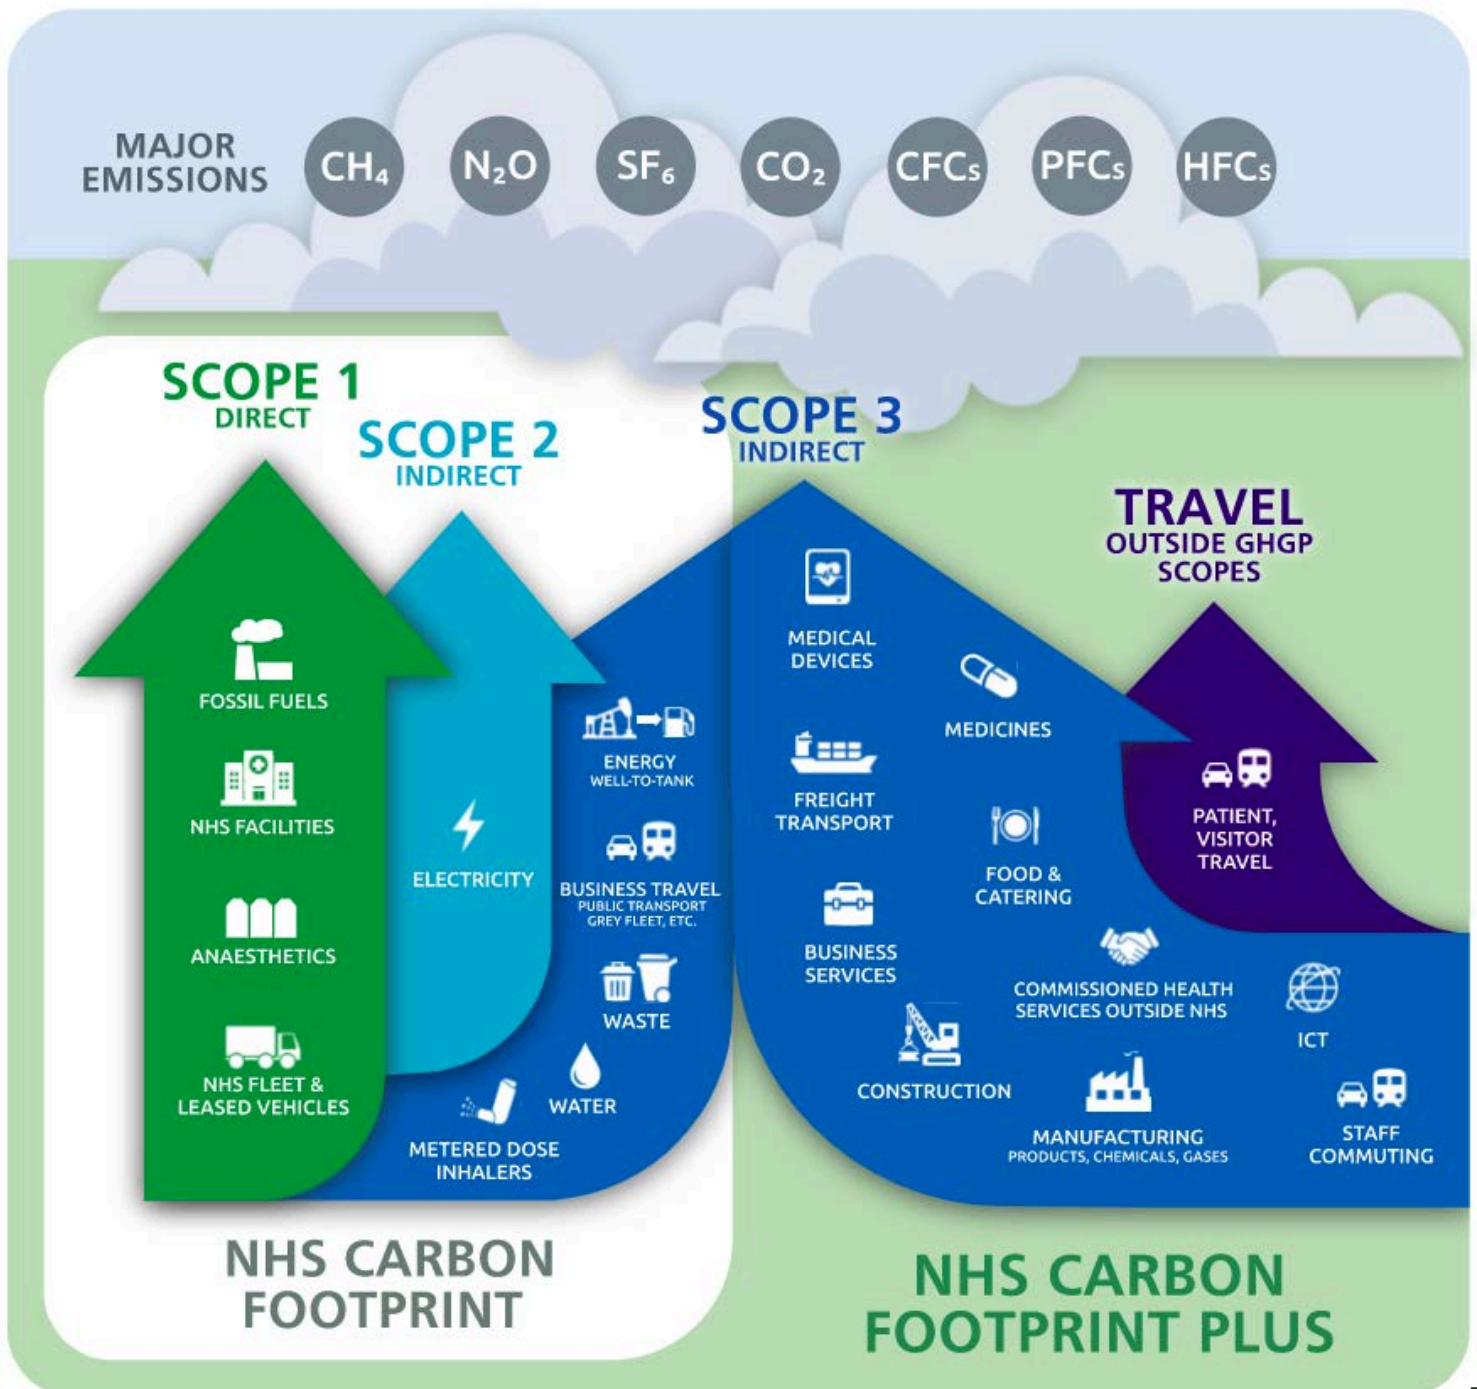 MAJOR
EMISSIONS
CH₄
N₂O
SF₆
CO₂
CFCs
PFCs
HFCs
SCOPE 1
DIRECT
FOSSIL FUELS
NHS FACILITIES
ANAESTHETICS
NHS FLEET &
LEASED VEHICLES
SCOPE 2
INDIRECT
ELECTRICITY
SCOPE 3
INDIRECT
ENERGY
WELL-TO-TANK
BUSINESS TRAVEL
PUBLIC TRANSPORT
GREY FLEET, ETC.
WASTE
WATER
METERED DOSE
INHALERS
MEDICAL
DEVICES
MEDICINES
FREIGHT
TRANSPORT
FOOD &
CATERING
BUSINESS
SERVICES
COMMISSIONED HEALTH
SERVICES OUTSIDE NHS
ICT
CONSTRUCTION
MANUFACTURING
PRODUCTS, CHEMICALS, GASES
STAFF
COMMUTING
TRAVEL
OUTSIDE GHGP
SCOPES
PATIENT,
VISITOR
TRAVEL
NHS CARBON
FOOTPRINT
NHS CARBON
FOOTPRINT PLUS